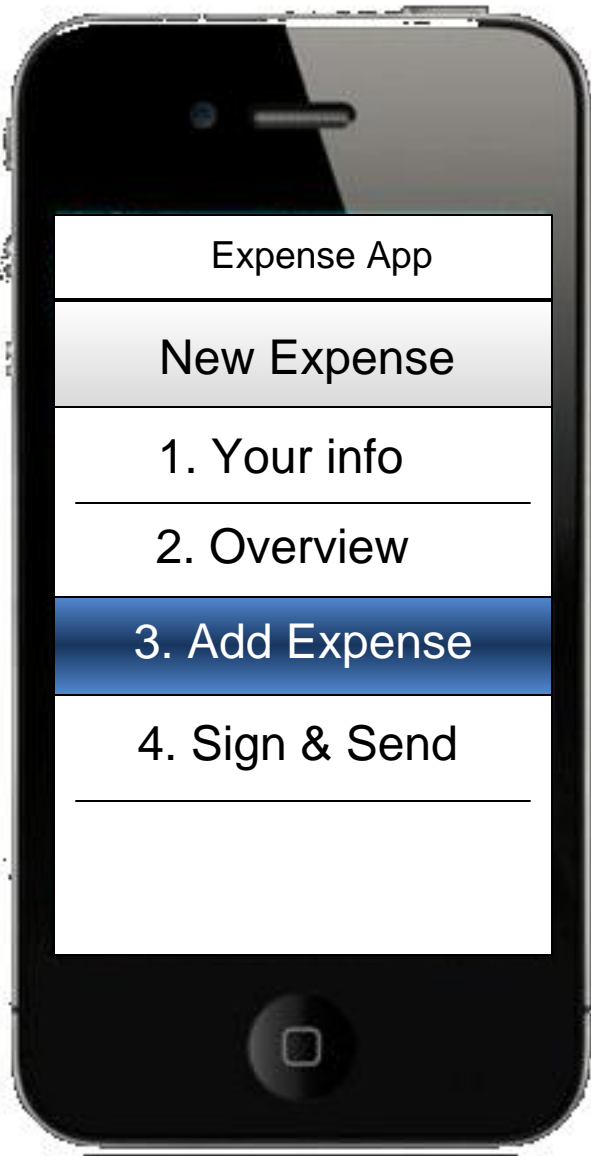 Expense App
New Expense
1. Your info
2. Overview
3. Add Expense
4. Sign & Send